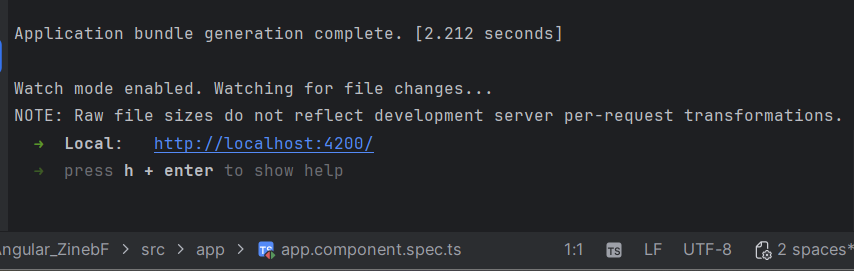 Application bundle generation complete. [2.212 seconds]
Watch mode enabled. Watching for file changes...
NOTE: Raw file sizes do not reflect development server per-request transformations.
➜ Local: http://localhost:4200/
➜ press h + enter to show help
ngular_ZinebF > src > app > TS app.component.spec.ts 1:1 TS LF UTF-8 2 spaces*